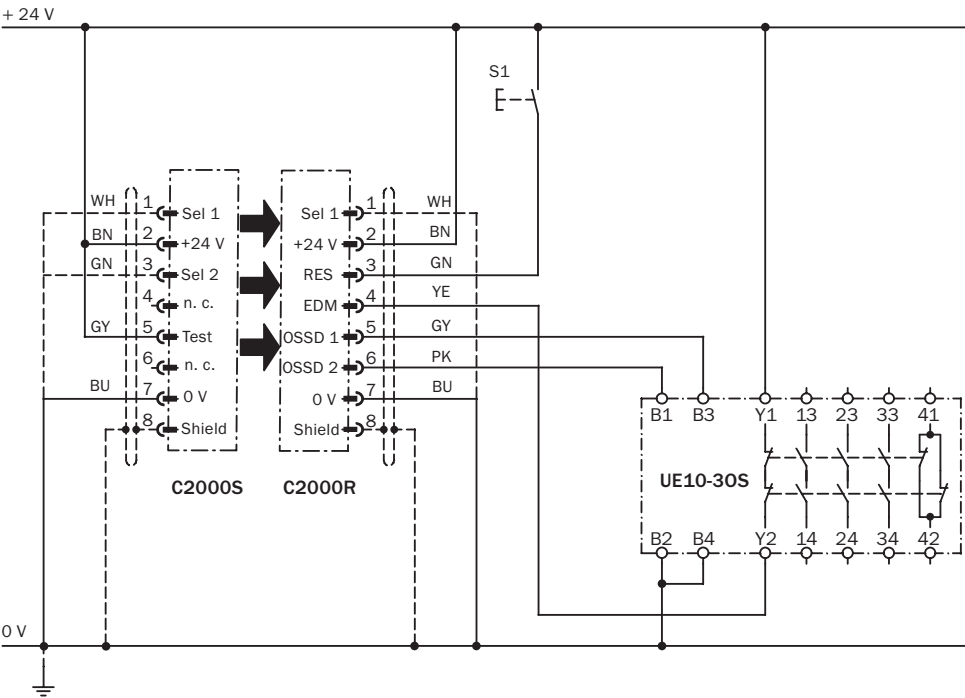 + 24 V
S1
WH 1 Sel 1 Sel 1 1 WH
BN 2 +24 V +24 V 2 BN
GN 3 Sel 2 RES 3 GN
4 n. c. EDM 4 YE
GY 5 Test OSSD 1 5 GY
6 n. c. OSSD 2 6 PK
BU 7 0 V 0 V 7 BU
8 Shield Shield 8
C2000S C2000R
B1 B3 Y1 13 23 33 41
UE10-30S
B2 B4 Y2 14 24 34 42
0 V